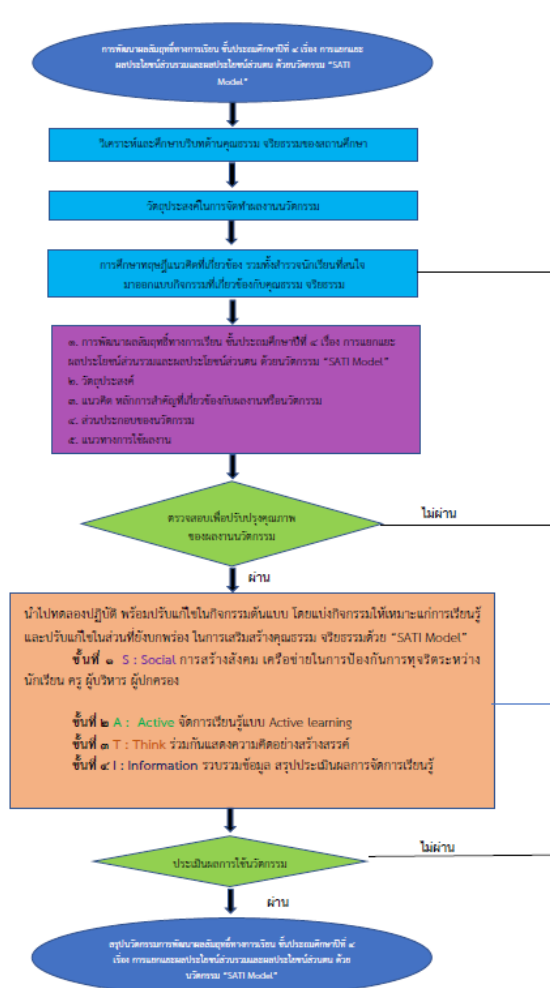 การพัฒนาผลสัมฤทธิ์ทางการเรียน ชั้นประถมศึกษาปีที่ ๔ เรื่อง การแยกแยะ
ผลประโยชน์ส่วนรวมและผลประโยชน์ส่วนตน ด้วยนวัตกรรม "SATI
Model"
วิเคราะห์และศึกษาบริบทด้านคุณธรรม จริยธรรมของสถานศึกษา
วัตถุประสงค์ในการจัดทำผลงานนวัตกรรม
การศึกษาทฤษฎีแนวคิดที่เกี่ยวข้อง รวมทั้งสำรวจนักเรียนที่สนใจ
มาออกแบบกิจกรรมที่เกี่ยวข้องกับคุณธรรม จริยธรรม
๑. การพัฒนาผลสัมฤทธิ์ทางการเรียน ชั้นประถมศึกษาปีที่ ๔ เรื่อง การแยกแยะ
ผลประโยชน์ส่วนรวมและผลประโยชน์ส่วนตน ด้วยนวัตกรรม "SATI Model"
๒. วัตถุประสงค์
๓. แนวคิด หลักการสำคัญที่เกี่ยวข้องกับผลงานหรือนวัตกรรม
๔. ส่วนประกอบของนวัตกรรม
๕. แนวทางการใช้ผลงาน
ตรวจสอบเพื่อปรับปรุงคุณภาพ
ของผลงานนวัตกรรม
ไม่ผ่าน
ผ่าน
นำไปทดลองปฏิบัติ พร้อมปรับแก้ไขในกิจกรรมต้นแบบ โดยแบ่งกิจกรรมให้เหมาะแก่การเรียนรู้
และปรับแก้ไขในส่วนที่ยังบกพร่อง ในการเสริมสร้างคุณธรรม จริยธรรมด้วย "SATI Model"
ขั้นที่ ๑ S : Social การสร้างสังคม เครือข่ายในการป้องกันการทุจริตระหว่าง
นักเรียน ครู ผู้บริหาร ผู้ปกครอง
ขั้นที่ ๒ A : Active จัดการเรียนรู้แบบ Active learning
ขั้นที่ ๓ T : Think ร่วมกันแสดงความคิดอย่างสร้างสรรค์
ขั้นที่ ๔ I : Information รวบรวมข้อมูล สรุปประเมินผลการจัดการเรียนรู้
ประเมินผลการใช้นวัตกรรม
ไม่ผ่าน
ผ่าน
สรุปนวัตกรรมการพัฒนาผลสัมฤทธิ์ทางการเรียน ชั้นประถมศึกษาปีที่ ๔
เรื่อง การแยกแยะผลประโยชน์ส่วนรวมและผลประโยชน์ส่วนตน ด้วย
นวัตกรรม "SATI Model"